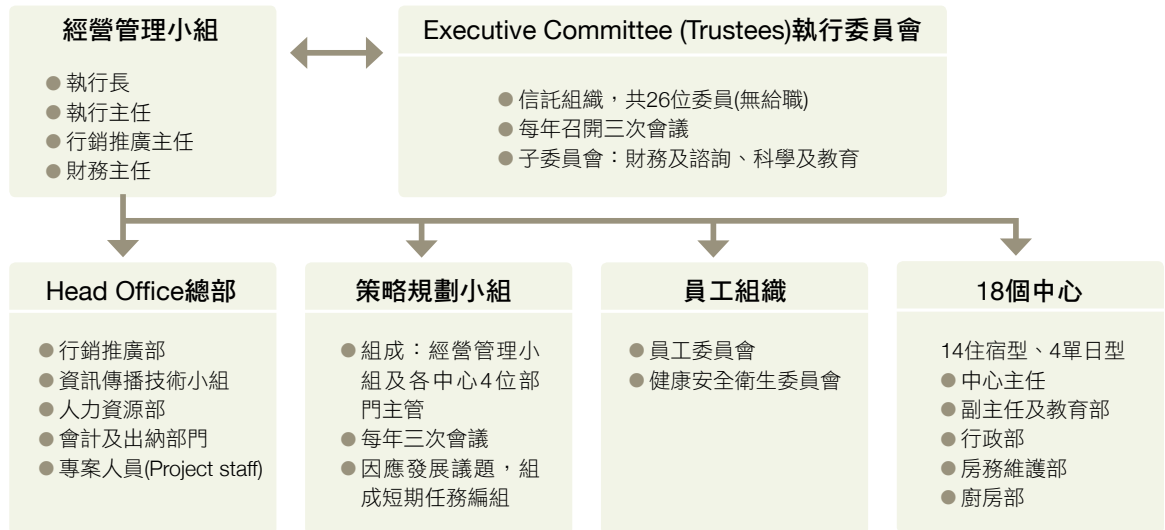 經營管理小組
● 執行長
● 執行主任
● 行銷推廣主任
● 財務主任
Executive Committee (Trustees)執行委員會
● 信託組織，共26位委員(無給職)
● 每年召開三次會議
● 子委員會：財務及諮詢、科學及教育
Head Office總部
● 行銷推廣部
● 資訊傳播技術小組
● 人力資源部
● 會計及出納部門
● 專案人員(Project staff)
策略規劃小組
● 組成：經營管理小
組及各中心4位部
門主管
● 每年三次會議
● 因應發展議題，組
成短期任務編組
員工組織
● 員工委員會
● 健康安全衛生委員會
18個中心
14住宿型、4單日型
● 中心主任
● 副主任及教育部
● 行政部
● 房務維護部
● 廚房部